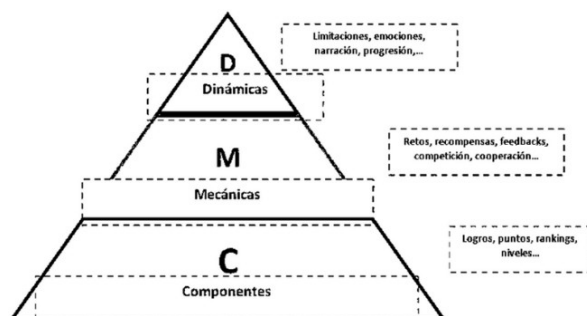 D
Dinámicas
Limitaciones, emociones,
narración, progresión,...
M
Mecánicas
Retos, recompensas, feedbacks,
competición, cooperación...
C
Componentes
Logros, puntos, rankings,
niveles...